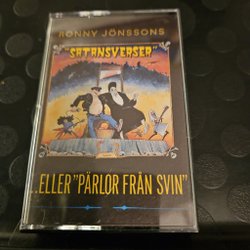 RONNY JÖNSSONS
"SATANSVERSER"
...ELLER "PÄRLOR FRÅN SVIN"